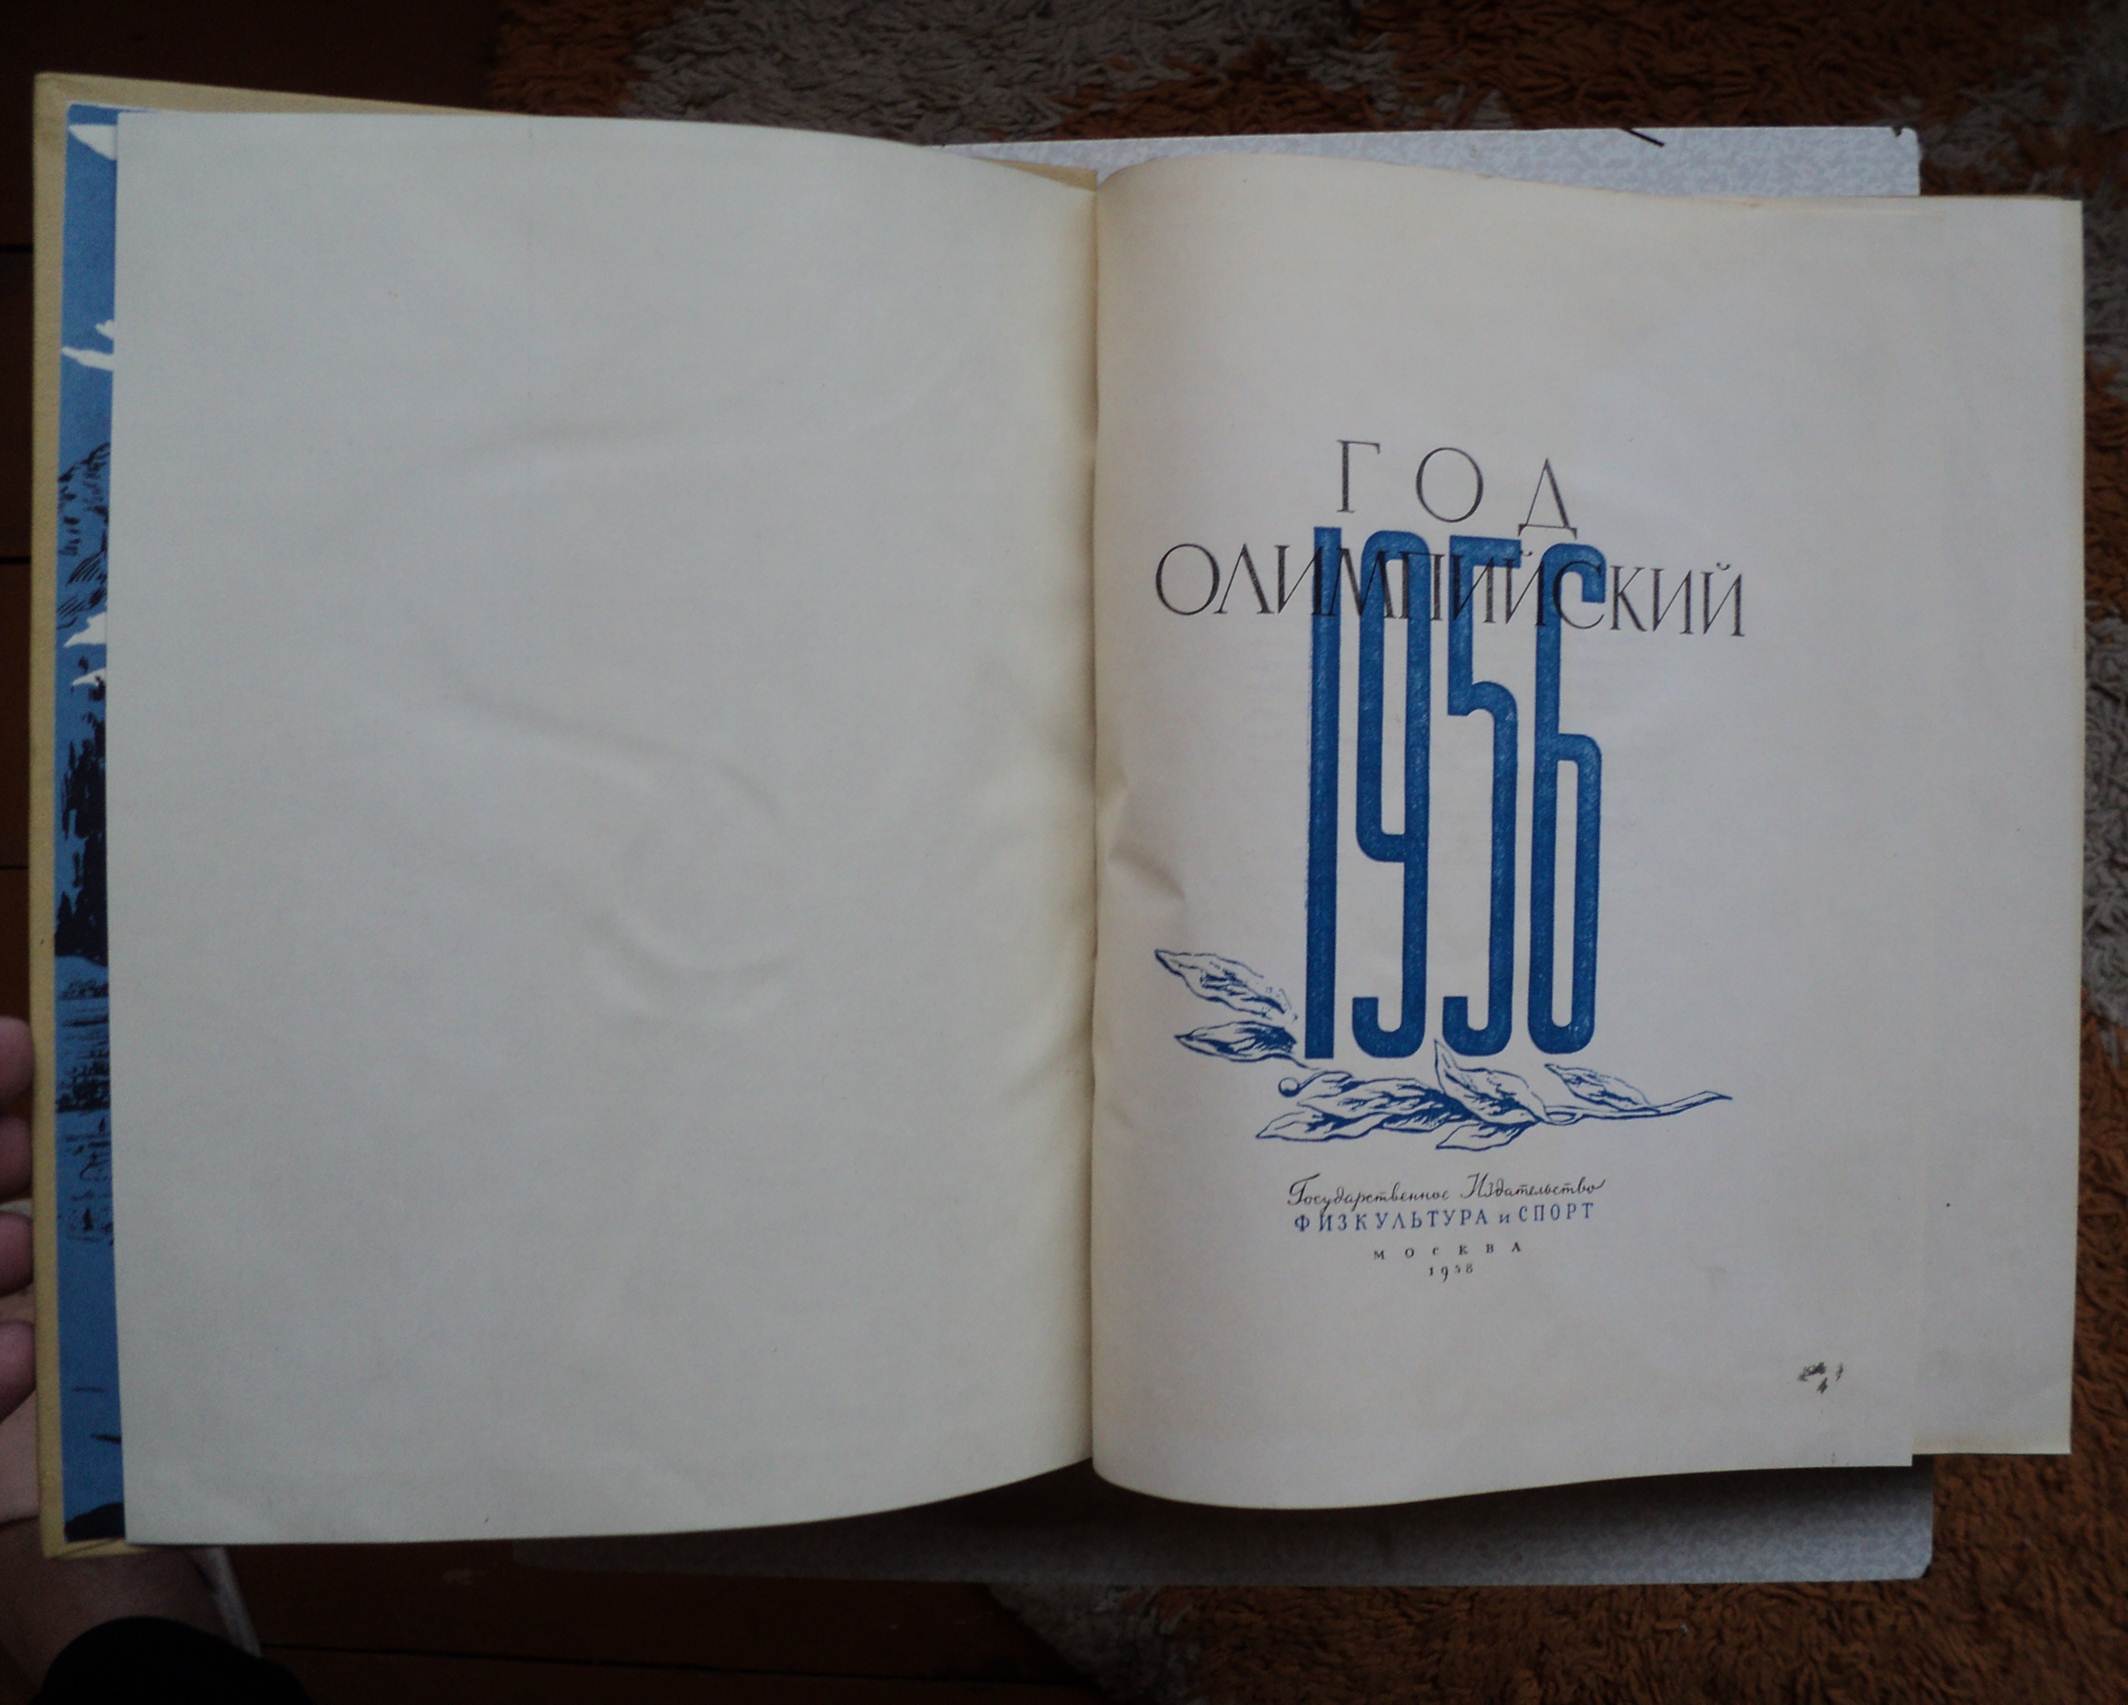 ГОД
ОЛИМПИЙСКИЙ
1956
Государственное Издательство
ФИЗКУЛЬТУРА и СПОРТ
МОСКВА
1958